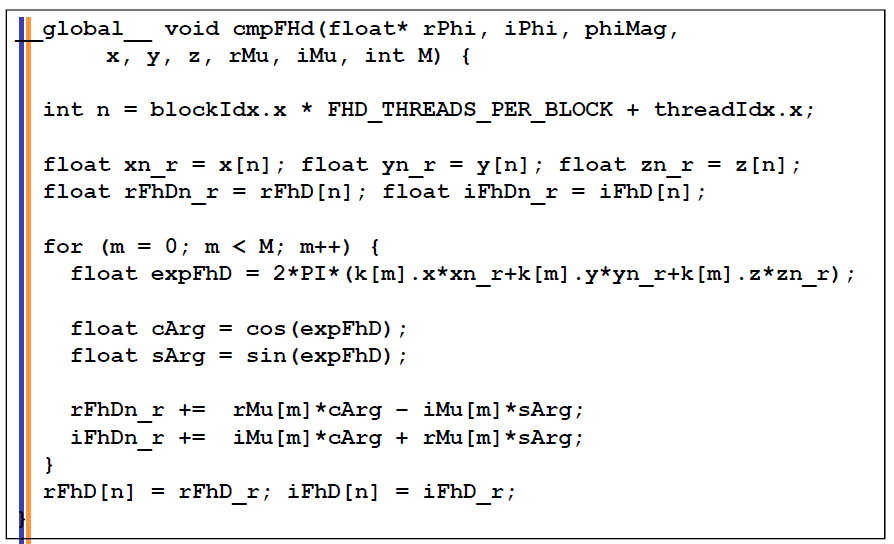 __global__ void cmpFHd(float* rPhi, iPhi, phiMag,
x, y, z, rMu, iMu, int M) {
int n = blockIdx.x * FHD_THREADS_PER_BLOCK + threadIdx.x;
float xn_r = x[n]; float yn_r = y[n]; float zn_r = z[n];
float rFhDn_r = rFhD[n]; float iFhDn_r = iFhD[n];
for (m = 0; m < M; m++) {
float expFhD = 2*PI*(k[m].x*xn_r+k[m].y*yn_r+k[m].z*zn_r);
float cArg = cos(expFhD);
float sArg = sin(expFhD);
rFhDn_r += rMu[m]*cArg – iMu[m]*sArg;
iFhDn_r += iMu[m]*cArg + rMu[m]*sArg;
}
rFhD[n] = rFhD_r; iFhD[n] = iFhD_r;
}